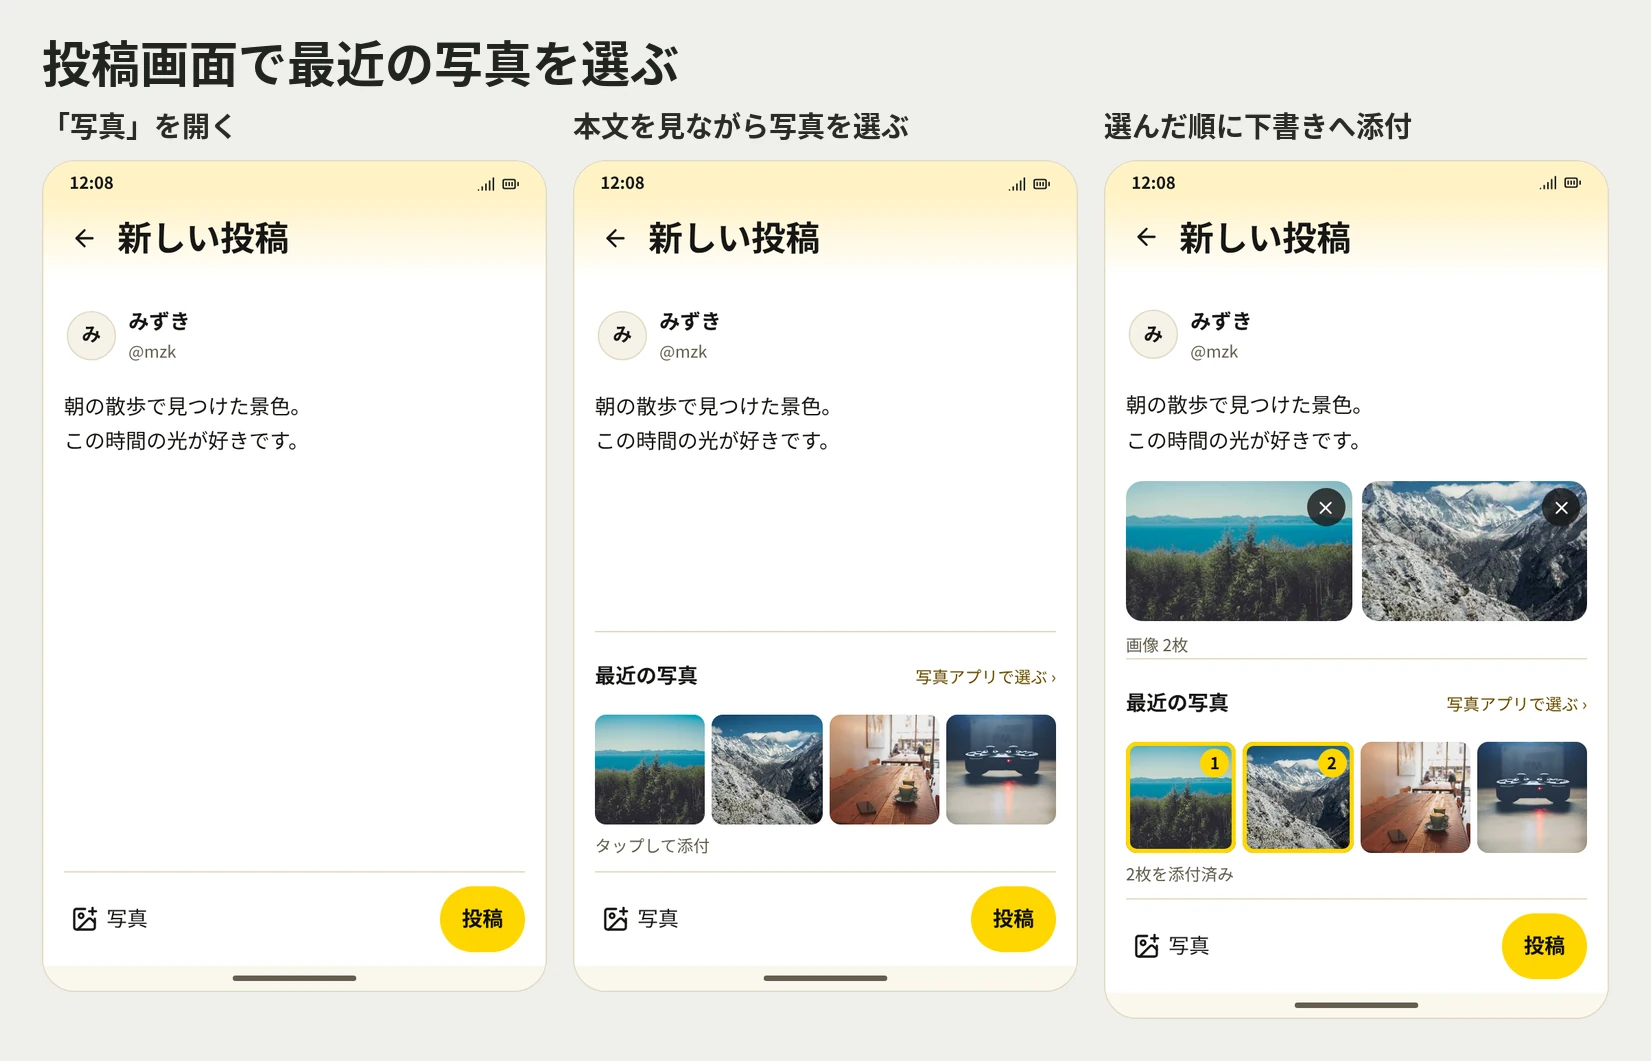 投稿画面で最近の写真を選ぶ
「写真」を開く
12:08
新しい投稿
み
みずき
@mzk
朝の散歩で見つけた景色。
この時間の光が好きです。
写真
投稿
本文を見ながら写真を選ぶ
12:08
新しい投稿
み
みずき
@mzk
朝の散歩で見つけた景色。
この時間の光が好きです。
最近の写真
写真アプリで選ぶ ›
タップして添付
写真
投稿
選んだ順に下書きへ添付
12:08
新しい投稿
み
みずき
@mzk
朝の散歩で見つけた景色。
この時間の光が好きです。
画像 2枚
最近の写真
写真アプリで選ぶ ›
1
2
2枚を添付済み
写真
投稿